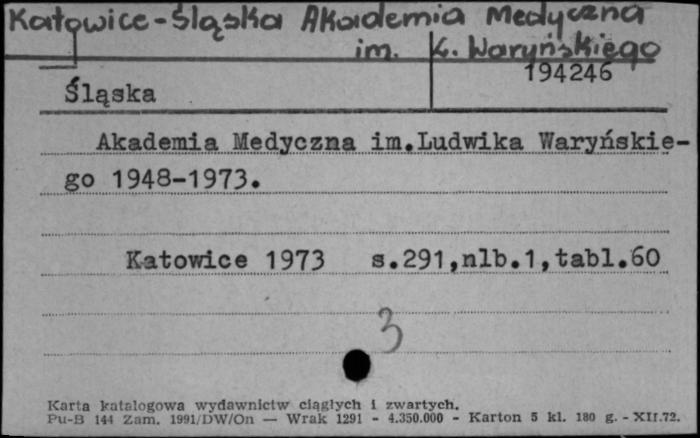 Katowice - Śląska Akademia Medyczna
im. L. Waryńskiego
194246
Śląska
Akademia Medyczna im.Ludwika Waryńskie-
go 1948-1973.
Katowice 1973 s.291,nlb.1,tabl.60
3
Karta katalogowa wydawnictw ciągłych i zwartych.
Pu-B 144 Zam. 1991/DW/On — Wrak 1291 - 4.350.000 - Karton 5 kl. 180 g. - XII.72.